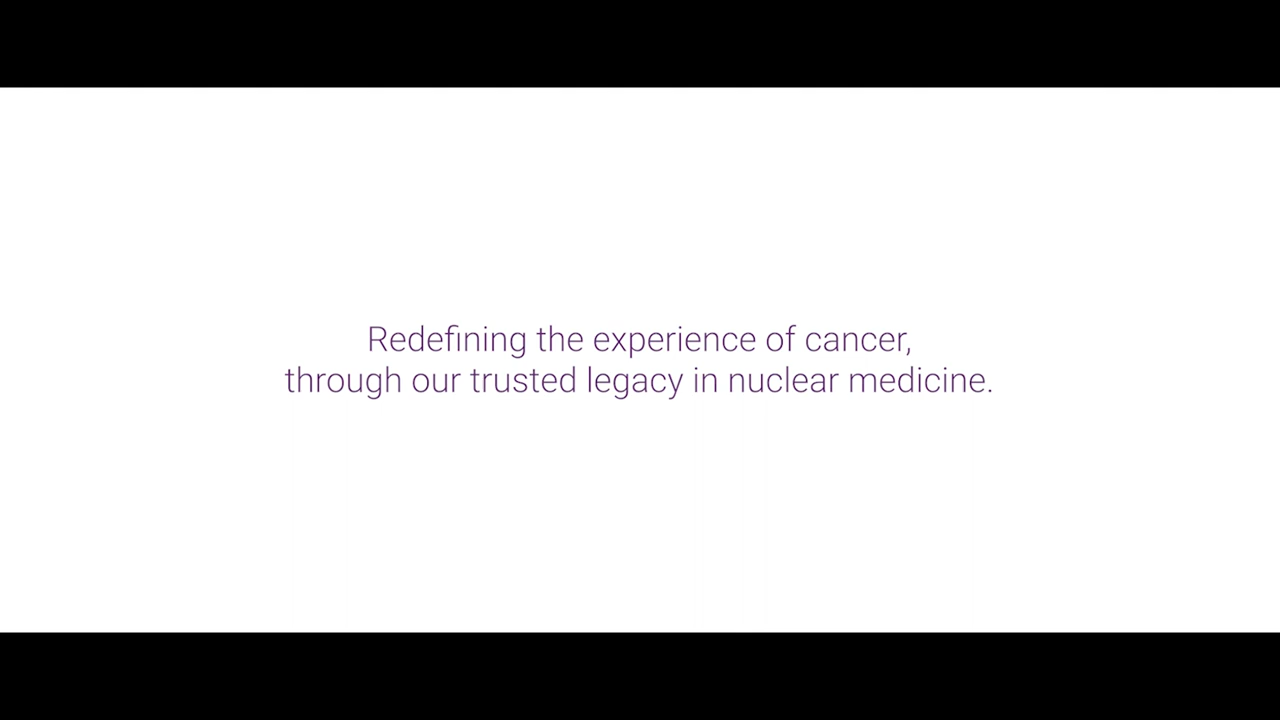 Redefining the experience of cancer,
through our trusted legacy in nuclear medicine.